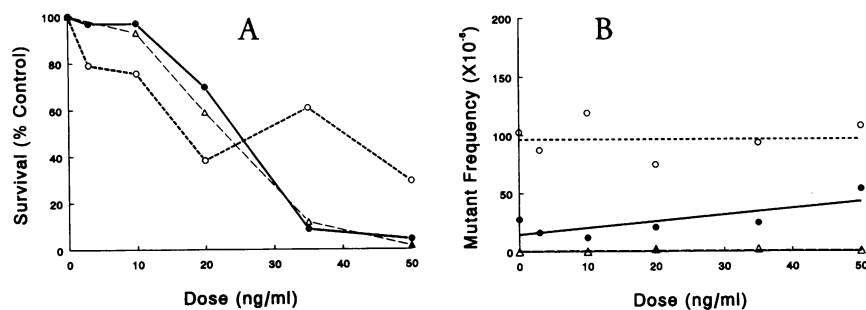 A
Survival (% Control)
100
80
60
40
20
0
0 10 20 30 40 50
Dose (ng/ml)
B
Mutant Frequency (X10⁻⁶)
200
150
100
50
0
0 10 20 30 40 50
Dose (ng/ml)